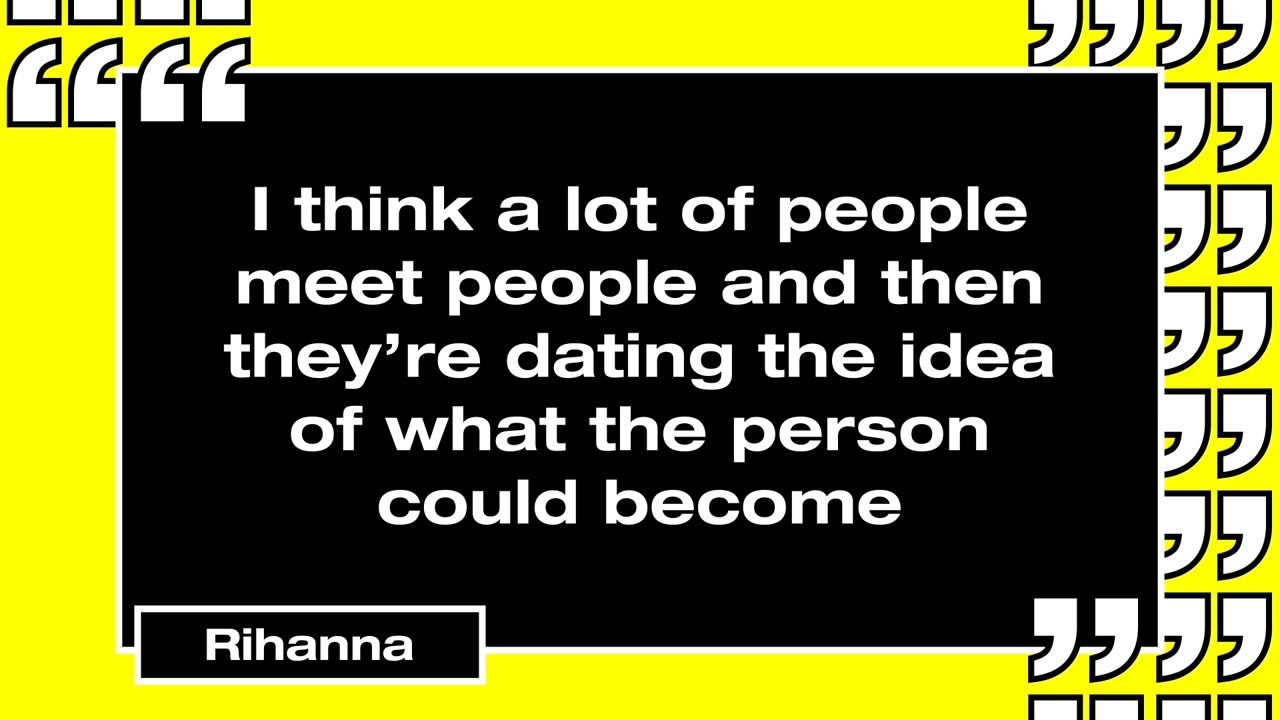 I think a lot of people
meet people and then
they’re dating the idea
of what the person
could become
Rihanna